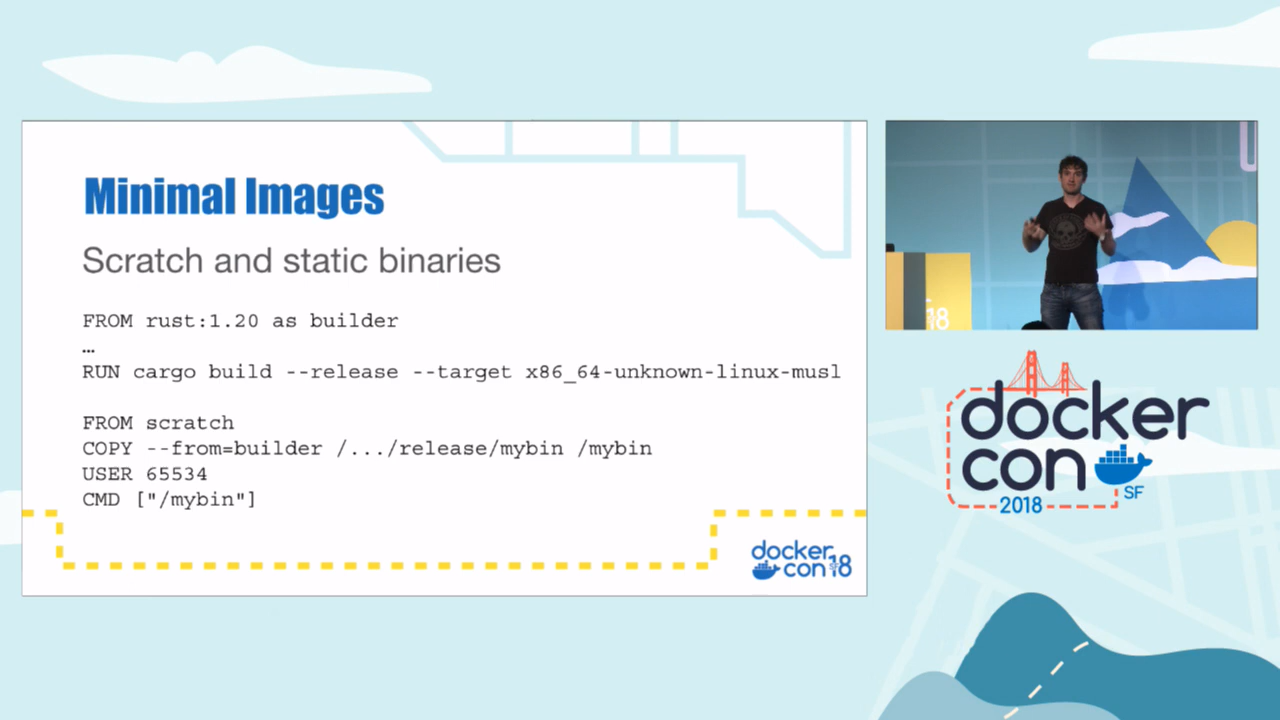 Minimal Images
Scratch and static binaries
FROM rust:1.20 as builder
…
RUN cargo build --release --target x86_64-unknown-linux-musl
FROM scratch
COPY --from=builder /.../release/mybin /mybin
USER 65534
CMD ["/mybin"]
docker
con18
SF
18
docker
con
SF
2018